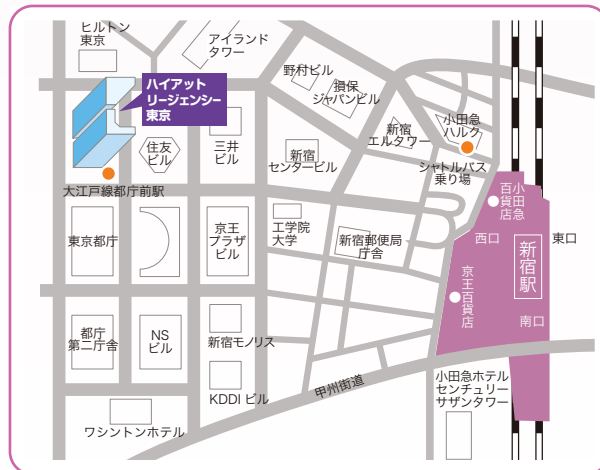 ヒルトン
東京
アイランド
タワー
野村ビル
損保
ジャパンビル
ハイアット
リージェンシー
東京
住友
ビル
三井
ビル
新宿
センタービル
新宿
エルタワー
小田急
ハルク
シャトルバス
乗り場
大江戸線都庁前駅
東京都庁
京王
プラザ
ビル
工学院
大学
新宿郵便局
庁舎
小田急
百貨店
西口
東口
新宿駅
京王百貨店
南口
都庁
第二庁舎
NS
ビル
新宿モノリス
KDDI ビル
甲州街道
小田急ホテル
センチュリー
サザンタワー
ワシントンホテル